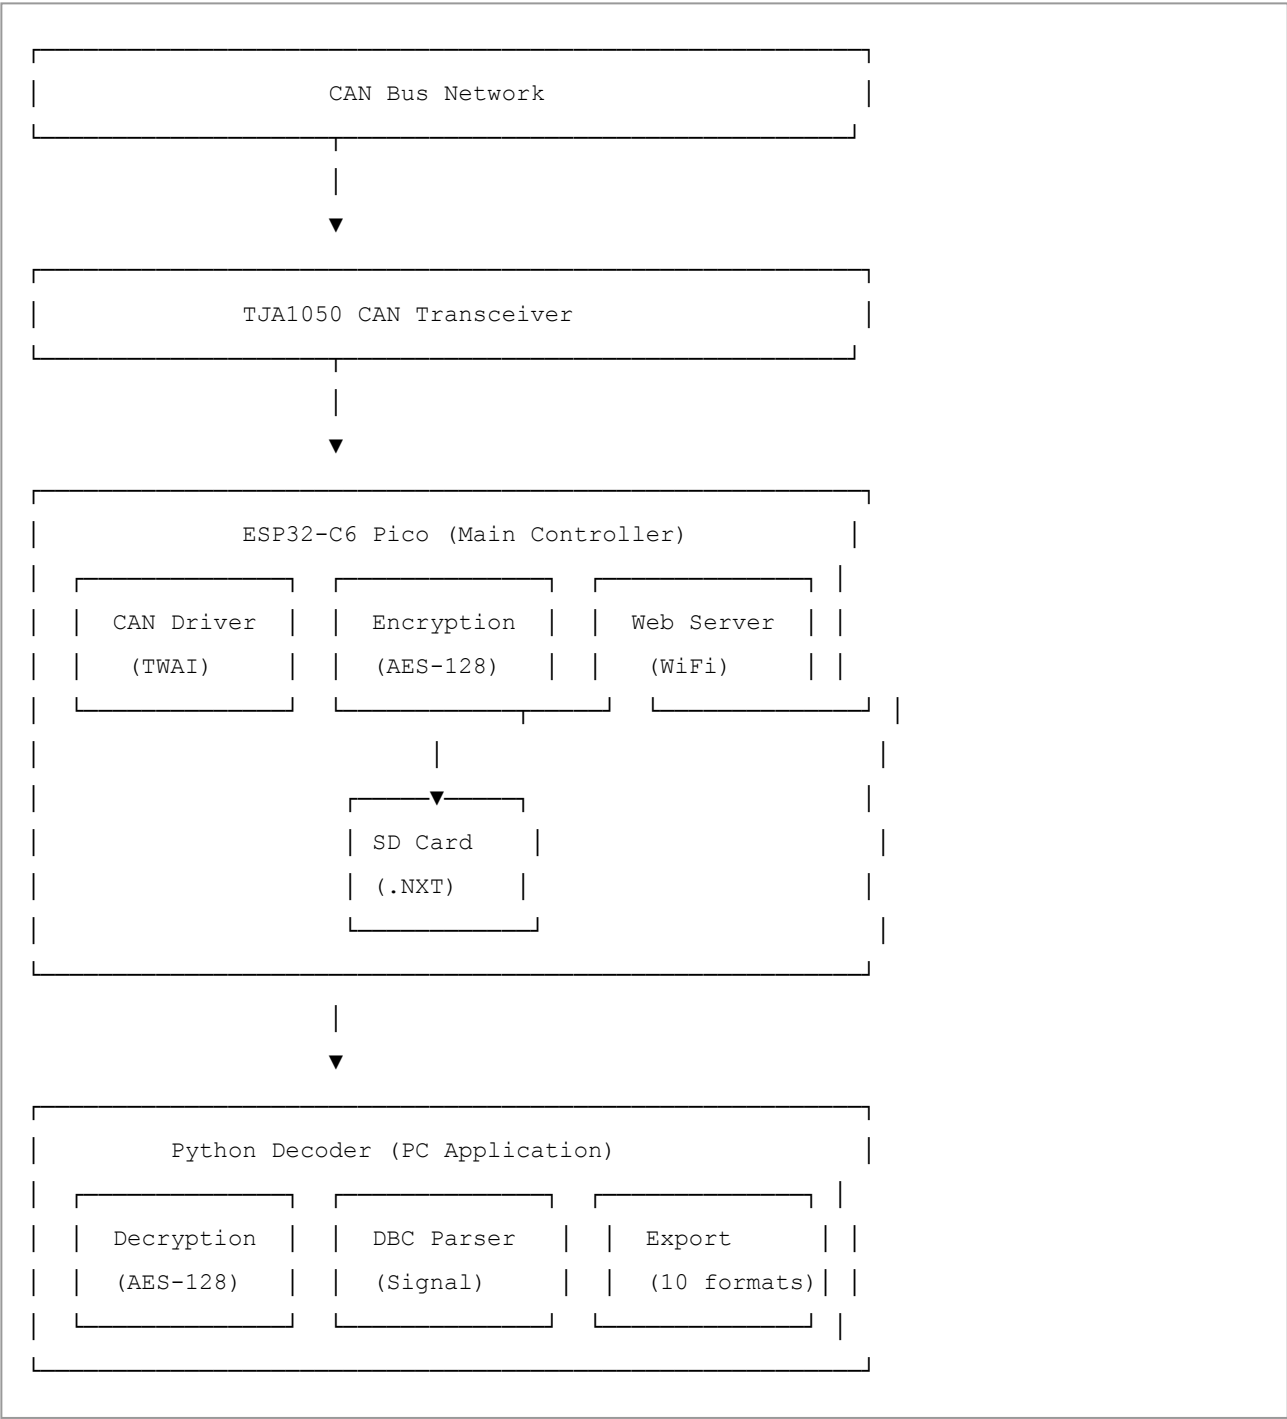 CAN Bus Network
TJA1050 CAN Transceiver
ESP32-C6 Pico (Main Controller)
CAN Driver Encryption Web Server
(TWAI) (AES-128) (WiFi)
SD Card
(.NXT)
Python Decoder (PC Application)
Decryption DBC Parser Export
(AES-128) (Signal) (10 formats)